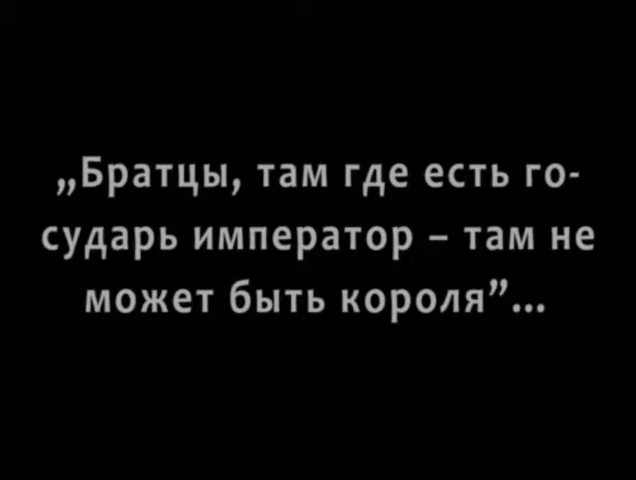 „Братцы, там где есть го-
сударь император – там не
может быть короля”...